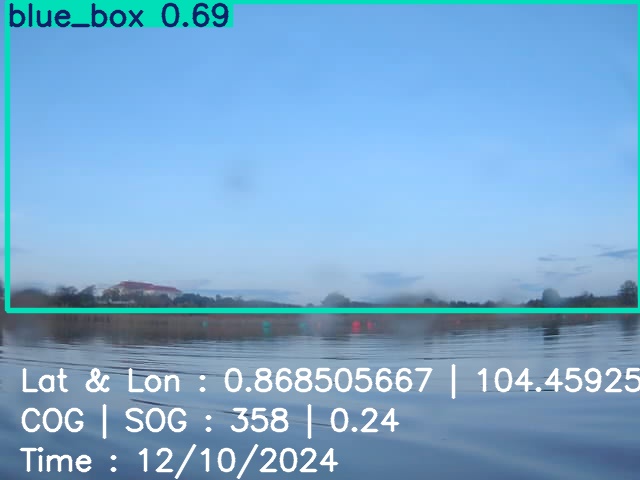 blue_box 0.69
Lat & Lon : 0.868505667 | 104.45925
COG | SOG : 358 | 0.24
Time : 12/10/2024